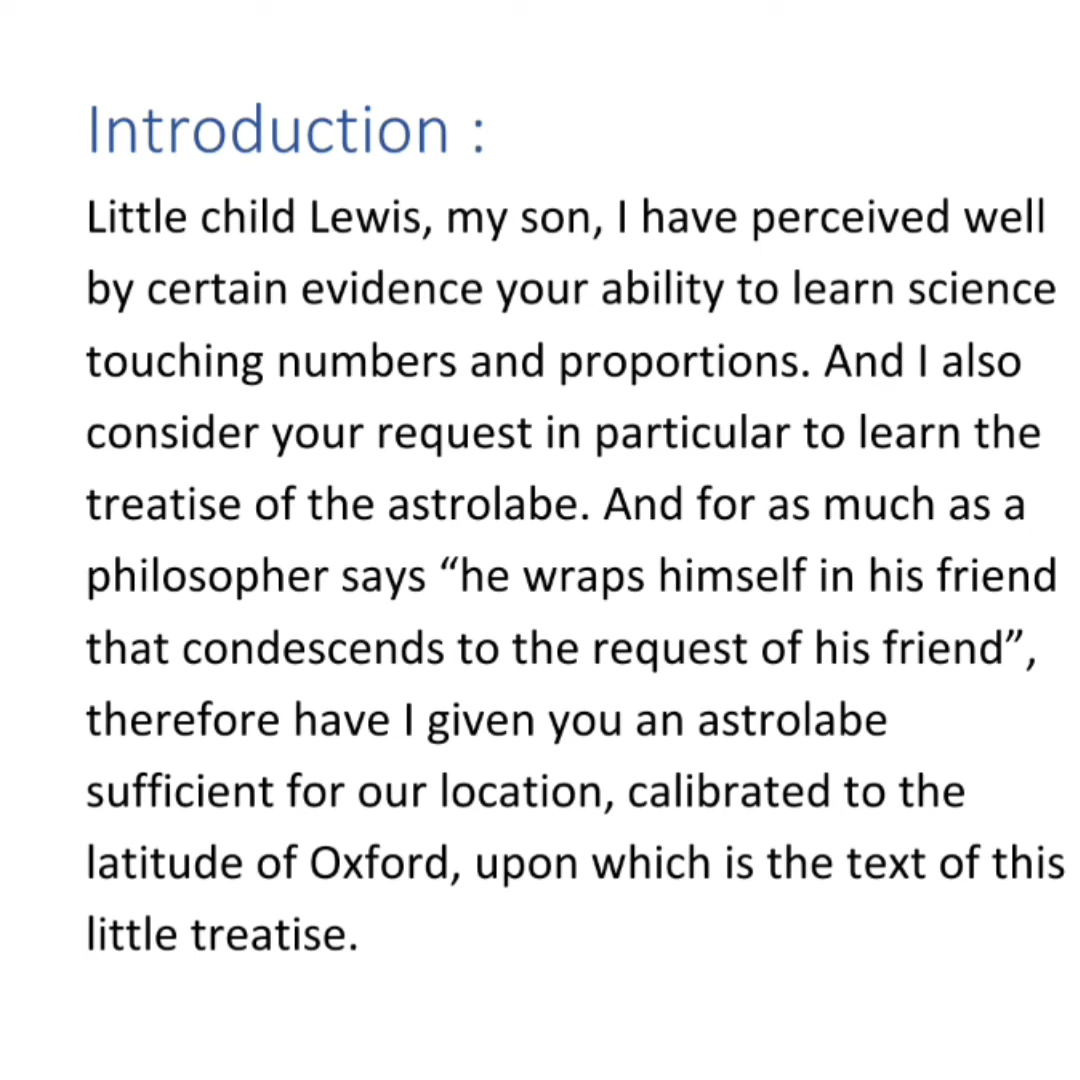 Introduction :
Little child Lewis, my son, I have perceived well
by certain evidence your ability to learn science
touching numbers and proportions. And I also
consider your request in particular to learn the
treatise of the astrolabe. And for as much as a
philosopher says “he wraps himself in his friend
that condescends to the request of his friend”,
therefore have I given you an astrolabe
sufficient for our location, calibrated to the
latitude of Oxford, upon which is the text of this
little treatise.